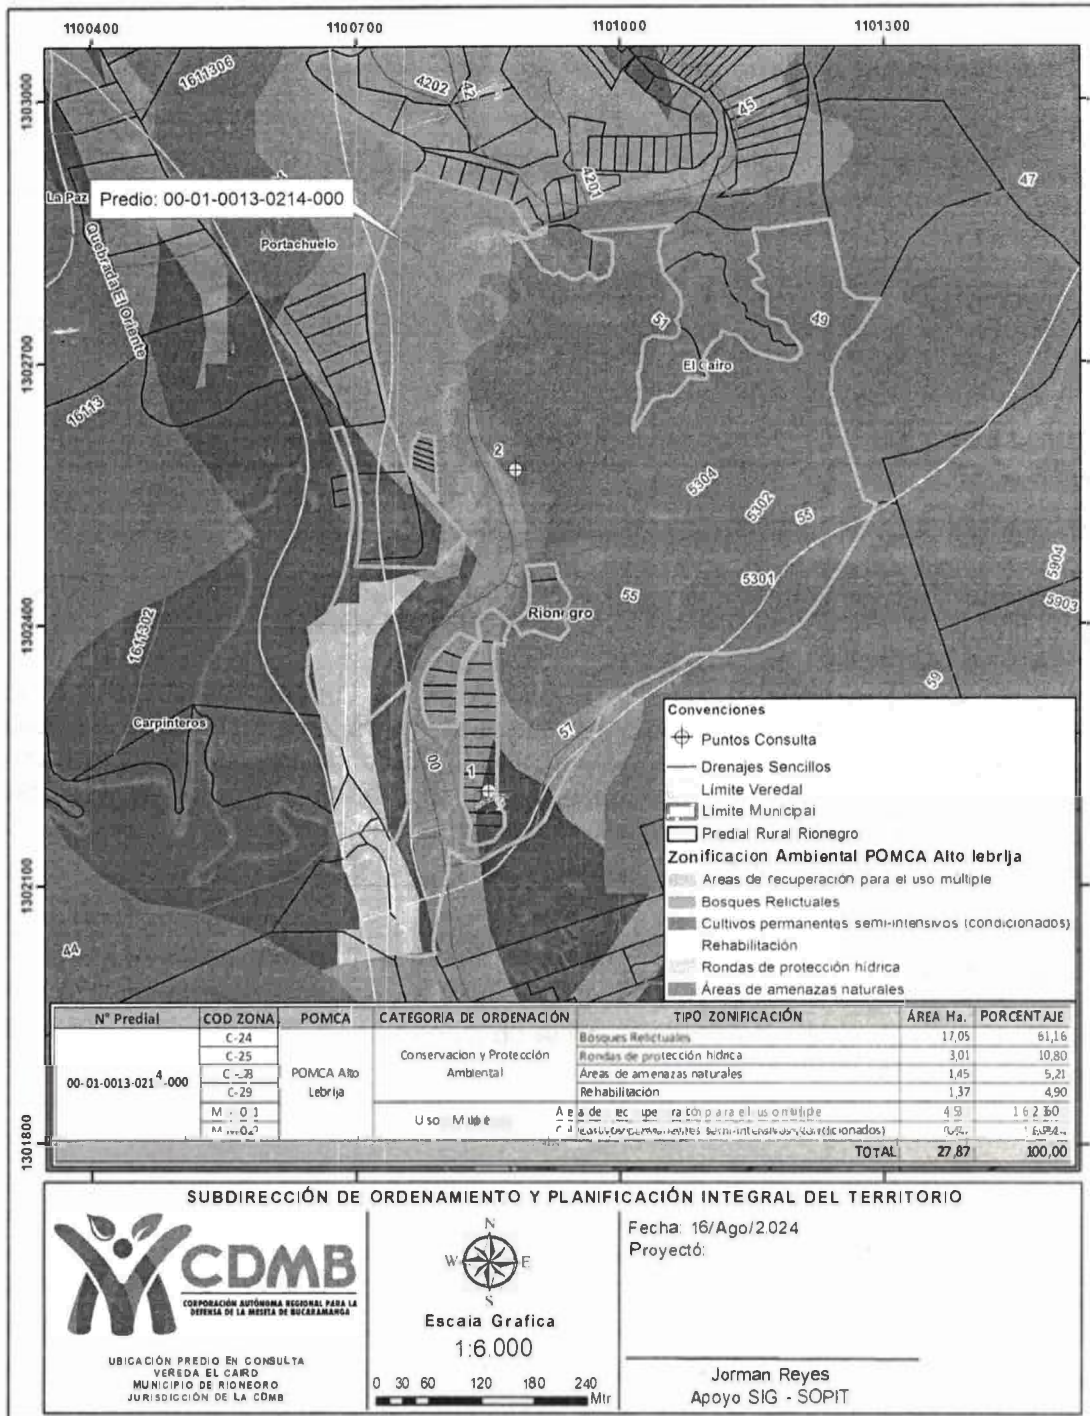 1100400 1100700 1101000 1101300
1303000
1302700
1302400
1302100
1301800
1611306
4202
42
45
4201
47
La Paz
Predio: 00-01-0013-0214-000
Portachuelo
Quebrada El Oriente
51
49
El Cairo
16113
2
5304
5302
55
5301
5904
5903
55
Rionegro
1611302
59
Carpinteros
57
00
1
44
Convenciones
Puntos Consulta
Drenajes Sencillos
Límite Veredal
Límite Municipal
Predial Rural Rionegro
Zonificacion Ambiental POMCA Alto lebrija
Areas de recuperación para el uso múltiple
Bosques Relictuales
Cultivos permanentes semi-intensivos (condicionados)
Rehabilitación
Rondas de protección hídrica
Áreas de amenazas naturales
N° Predial COD ZONA POMCA CATEGORIA DE ORDENACIÓN TIPO ZONIFICACIÓN ÁREA Ha. PORCENTAJE
00-01-0013-0214-000 POMCA Alto Lebrija
C-24 Conservacion y Protección Ambiental Bosques Relictuales 17,05 61,16
C-25 Rondas de protección hídrica 3,01 10,80
Áreas de amenazas naturales 1,45 5,21
C-29 Rehabilitación 1,37 4,90
Uso
TOTAL 27,87 100,00
SUBDIRECCIÓN DE ORDENAMIENTO Y PLANIFICACIÓN INTEGRAL DEL TERRITORIO
CDMB
CORPORACIÓN AUTÓNOMA REGIONAL PARA LA
DEFENSA DE LA MESETA DE BUCARAMANGA
UBICACIÓN PREDIO EN CONSULTA
VEREDA EL CAIRO
MUNICIPIO DE RIONEGRO
JURISDICCIÓN DE LA CDMB
N
W E
S
Escala Grafica
1:6.000
0 30 60 120 180 240
Mtr
Fecha: 16/Ago/2.024
Proyectó:
Jorman Reyes
Apoyo SIG - SOPIT